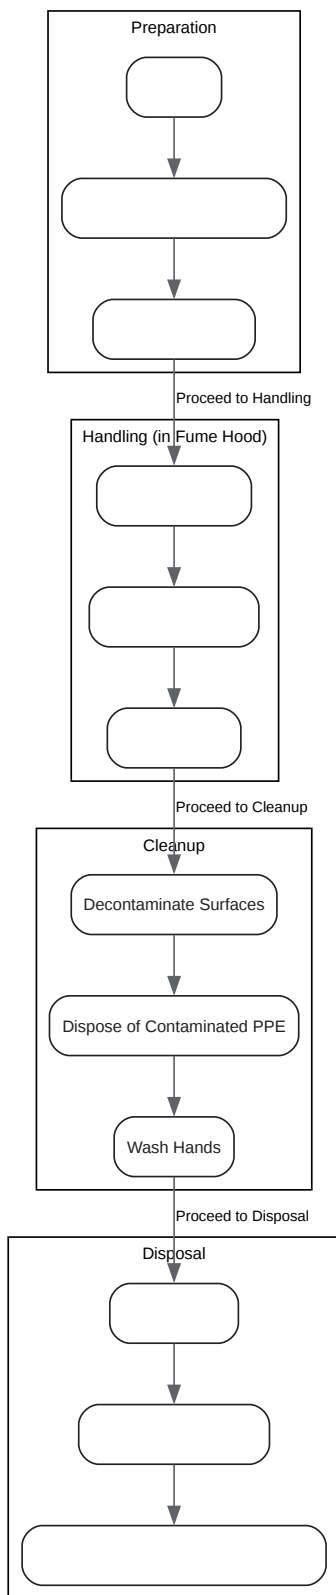 Preparation
Proceed to Handling
Handling (in Fume Hood)
Proceed to Cleanup
Cleanup
Decontaminate Surfaces
Dispose of Contaminated PPE
Wash Hands
Proceed to Disposal
Disposal